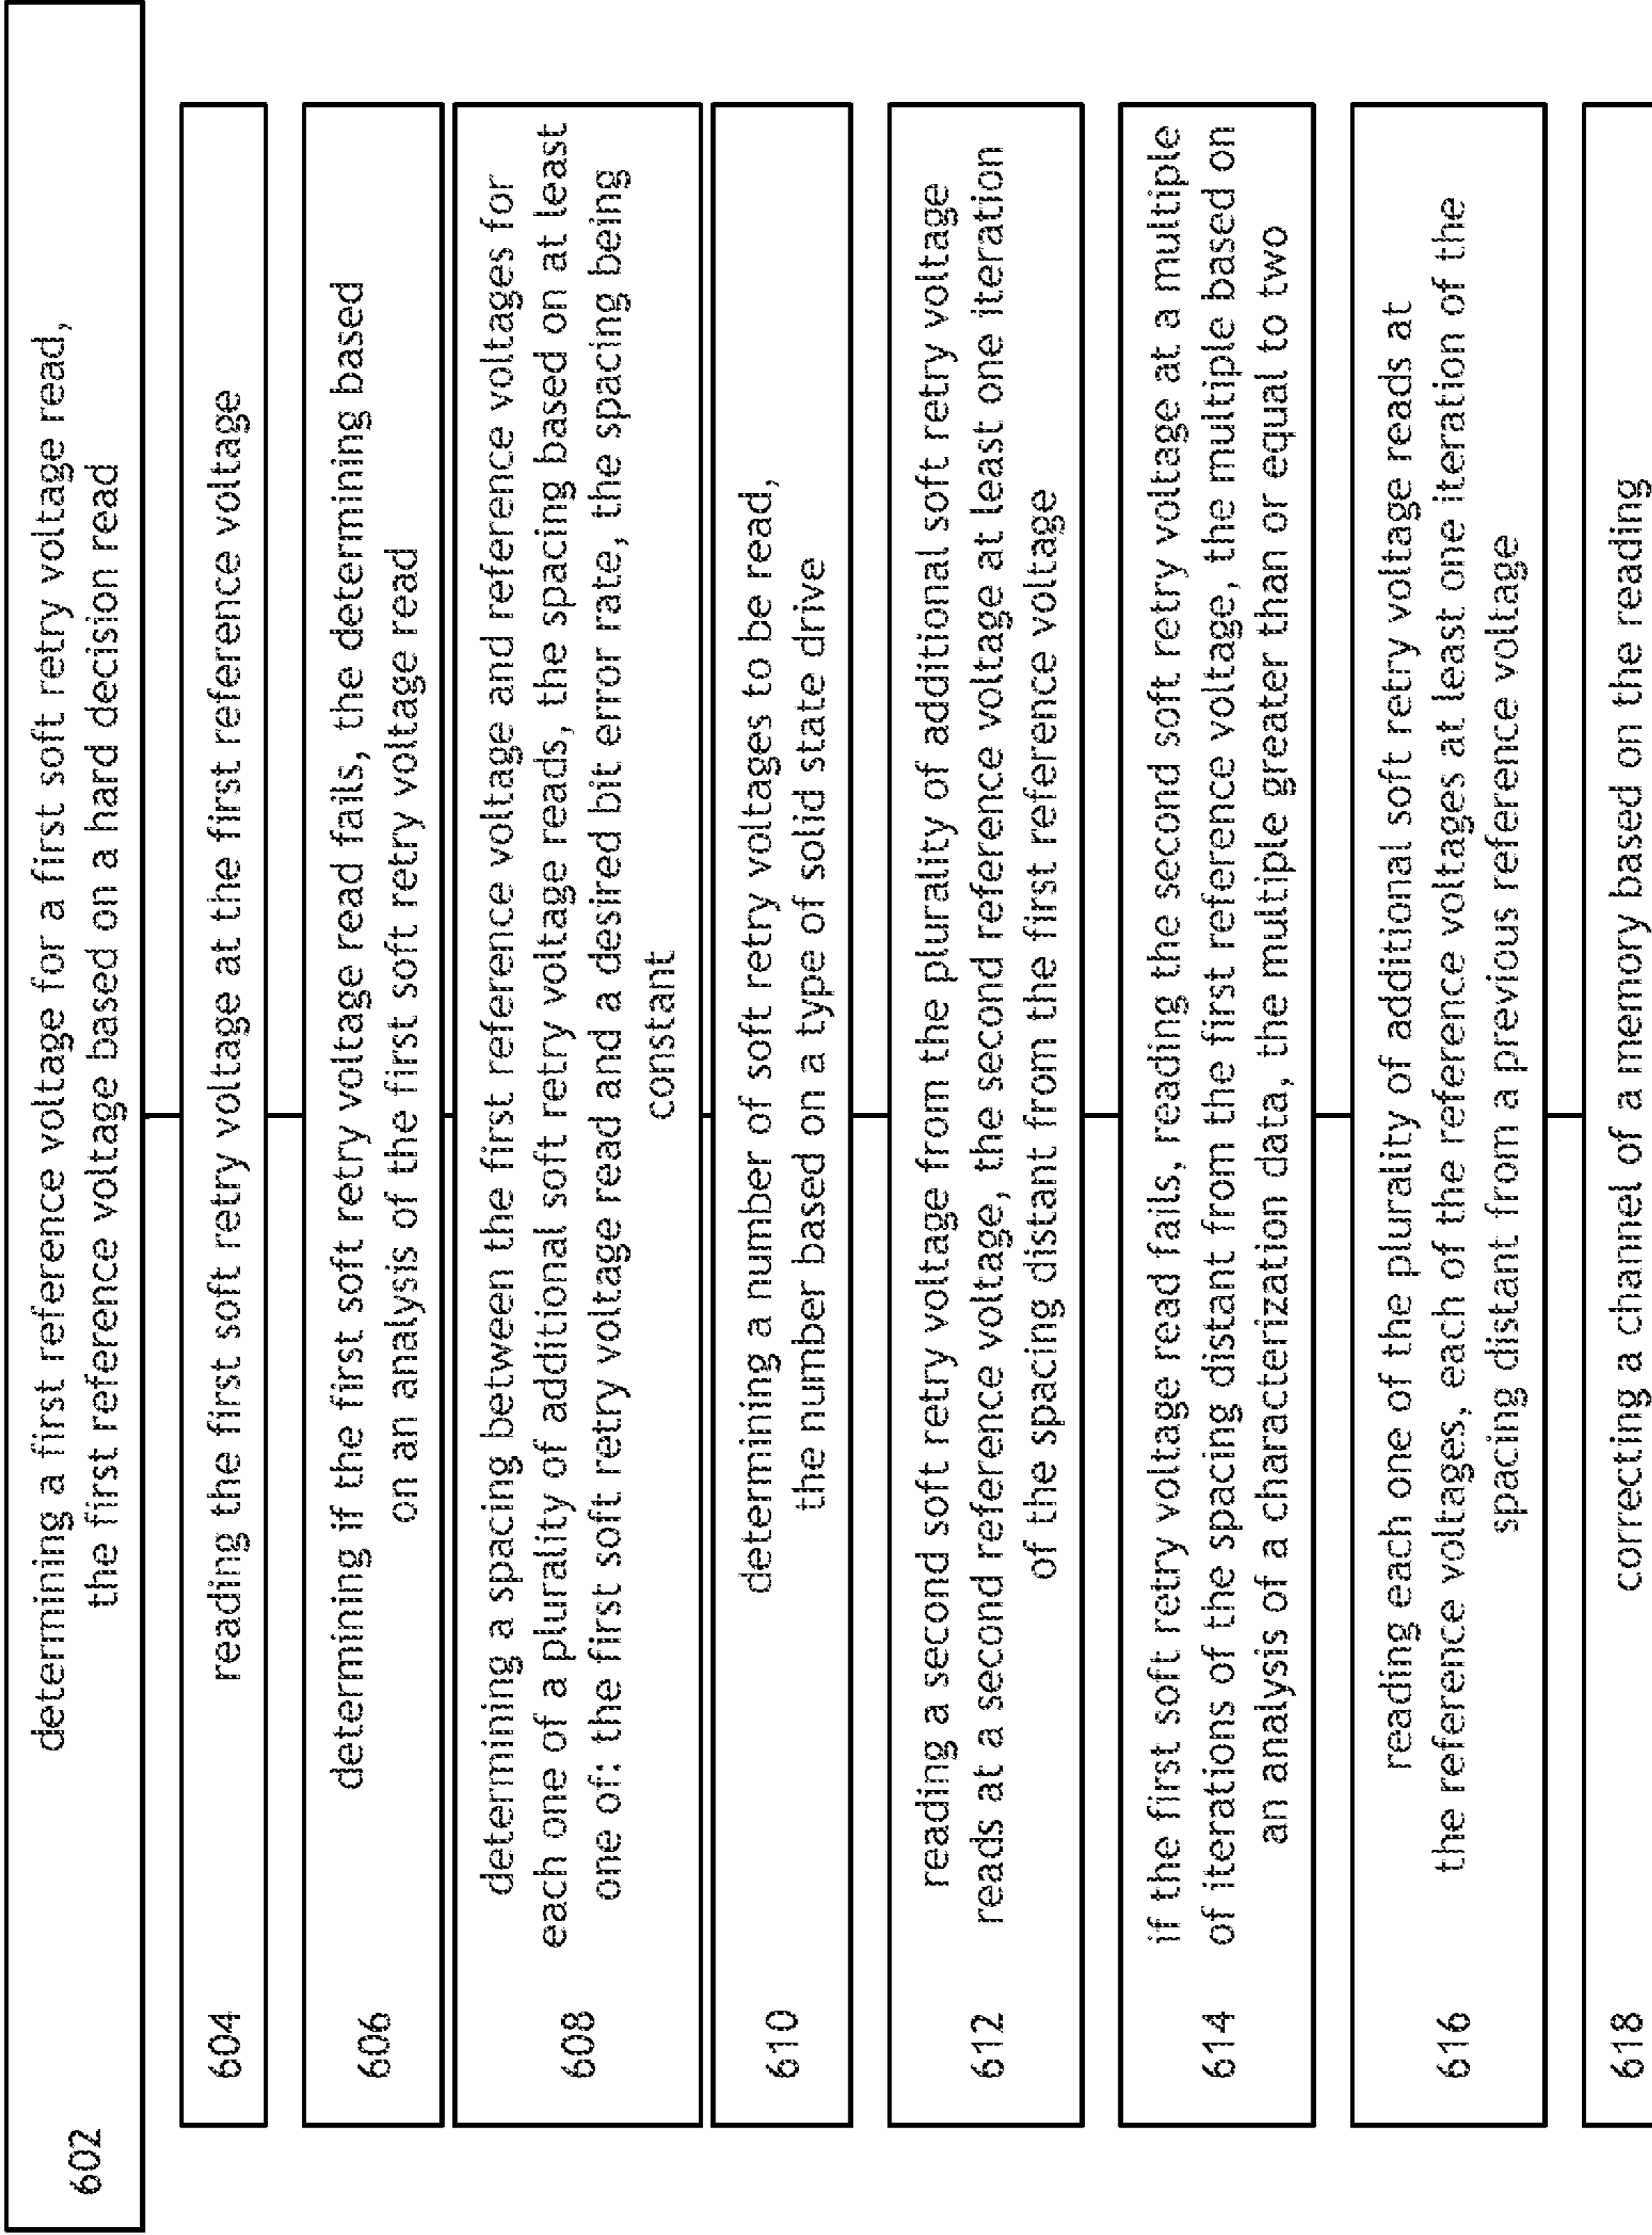 602
determining a first reference voltage for a first soft retry voltage read,
the first reference voltage based on a hard decision read
604
reading the first soft retry voltage at the first reference voltage
606
determining if the first soft retry voltage read fails, the determining based
on an analysis of the first soft retry voltage read
608
determining a spacing between the first reference voltage and reference voltages for
each one of a plurality of additional soft retry voltage reads, the spacing based on at least
one of: the first soft retry voltage read and a desired bit error rate, the spacing being
constant
610
determining a number of soft retry voltages to be read,
the number based on a type of solid state drive
612
reading a second soft retry voltage from the plurality of additional soft retry voltage
reads at a second reference voltage, the second reference voltage at least one iteration
of the spacing distant from the first reference voltage
614
if the first soft retry voltage read fails, reading the second soft retry voltage at a multiple
of iterations of the spacing distant from the first reference voltage, the multiple based on
an analysis of a characterization data, the multiple greater than or equal to two
616
reading each one of the plurality of additional soft retry voltage reads at
the reference voltages, each of the reference voltages at least one iteration of the
spacing distant from a previous reference voltage
618
correcting a channel of a memory based on the reading